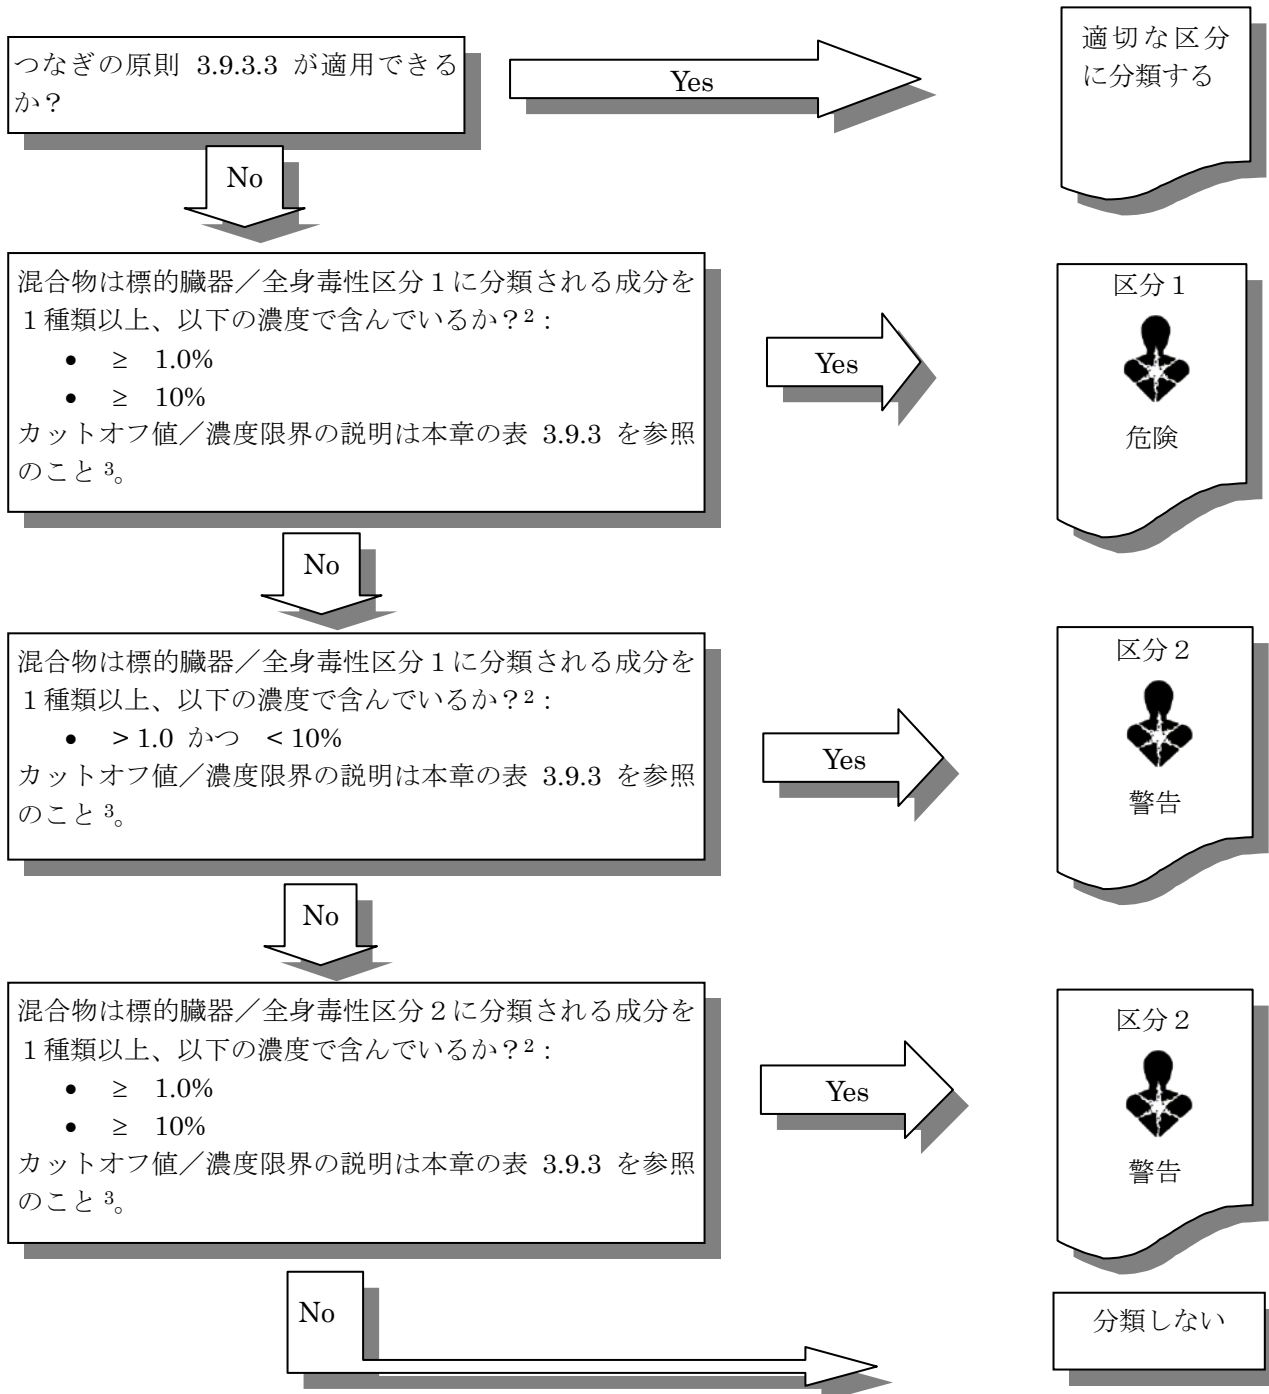 つなぎの原則 3.9.3.3 が適用できる
か？
Yes
適切な区分
に分類する
No
混合物は標的臓器／全身毒性区分１に分類される成分を
１種類以上、以下の濃度で含んでいるか？2：
• ≥ 1.0%
• ≥ 10%
カットオフ値／濃度限界の説明は本章の表 3.9.3 を参照
のこと 3。
Yes
区分１
危険
No
混合物は標的臓器／全身毒性区分１に分類される成分を
１種類以上、以下の濃度で含んでいるか？2：
• > 1.0 かつ < 10%
カットオフ値／濃度限界の説明は本章の表 3.9.3 を参照
のこと 3。
Yes
区分２
警告
No
混合物は標的臓器／全身毒性区分２に分類される成分を
１種類以上、以下の濃度で含んでいるか？2：
• ≥ 1.0%
• ≥ 10%
カットオフ値／濃度限界の説明は本章の表 3.9.3 を参照
のこと 3。
Yes
区分２
警告
No
分類しない